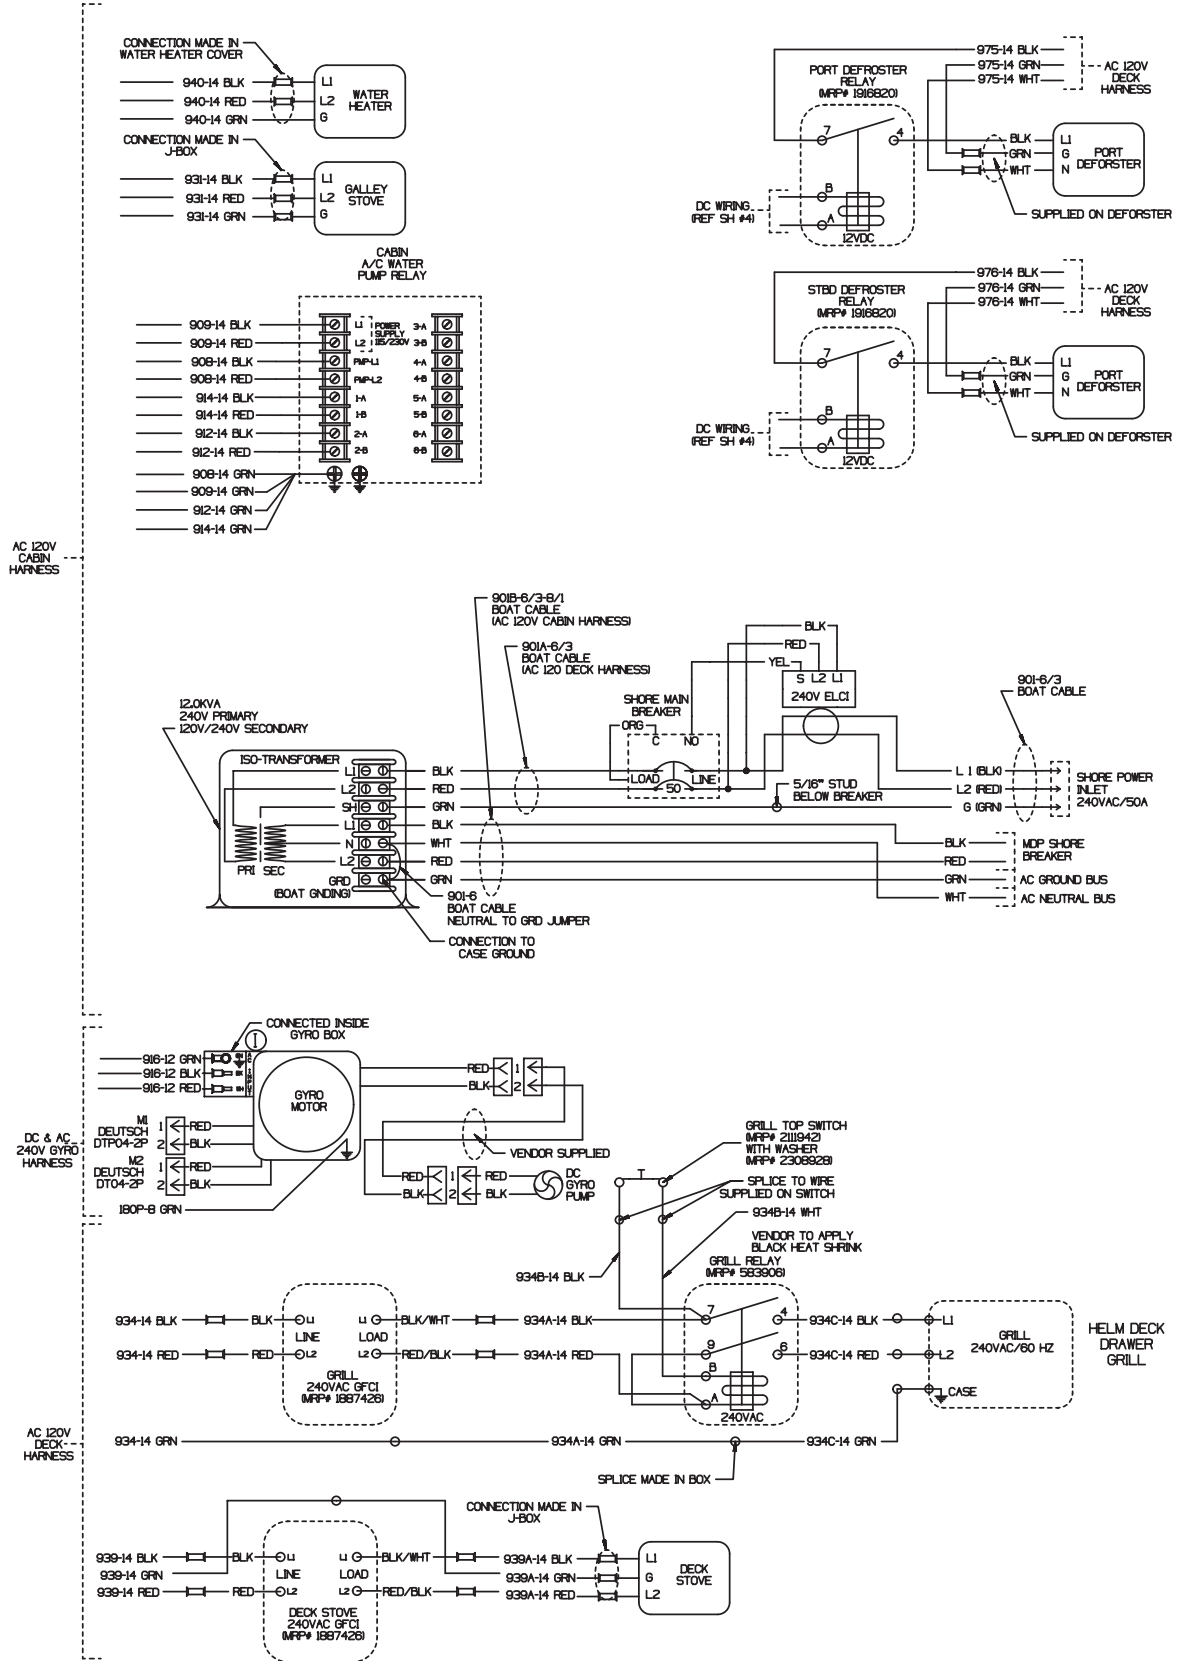 CONNECTION MADE IN
WATER HEATER COVER
940-14 BLK
L1
940-14 RED
L2
940-14 GRN
G
WATER
HEATER
CONNECTION MADE IN
J-BOX
931-14 BLK
L1
931-14 RED
L2
931-14 GRN
G
GALLEY
STOVE
975-14 BLK
975-14 GRN
975-14 WHT
AC 120V
DECK
HARNESS
PORT DEFROSTER
RELAY
(MRP# 1916820)
7
4
B
A
12VDC
DC WIRING
(REF SH #4)
BLK
GRN
WHT
L1
G
N
PORT
DEFORSTER
SUPPLIED ON DEFORSTER
976-14 BLK
976-14 GRN
976-14 WHT
AC 120V
DECK
HARNESS
STBD DEFROSTER
RELAY
(MRP# 1916820)
7
4
B
A
12VDC
DC WIRING
(REF SH #4)
BLK
GRN
WHT
L1
G
N
PORT
DEFORSTER
SUPPLIED ON DEFORSTER
CABIN
A/C WATER
PUMP RELAY
909-14 BLK
909-14 RED
908-14 BLK
908-14 RED
914-14 BLK
914-14 RED
912-14 BLK
912-14 RED
908-14 GRN
909-14 GRN
912-14 GRN
914-14 GRN
L1
L2
POWER
SUPPLY
115/230V
PMP-L1
PMP-L2
1-A
1-B
2-A
2-B
3-A
3-B
4-A
4-B
5-A
5-B
6-A
6-B
AC 120V
CABIN
HARNESS
901B-6/3-8/1
BOAT CABLE
(AC 120V CABIN HARNESS)
901A-6/3
BOAT CABLE
(AC 120 DECK HARNESS)
BLK
RED
YEL
S L2 L1
240V ELCI
SHORE MAIN
BREAKER
ORG
C
NO
LOAD
LINE
50
901-6/3
BOAT CABLE
5/16" STUD
BELOW BREAKER
L 1 (BLK)
L2 (RED)
G (GRN)
SHORE POWER
INLET
240VAC/50A
12.0KVA
240V PRIMARY
120V/240V SECONDARY
ISO-TRANSFORMER
L1
L2
SH
L1
N
L2
GRD
(BOAT GNDING)
PRI SEC
BLK
RED
GRN
BLK
WHT
RED
GRN
BLK
RED
GRN
WHT
MDP SHORE
BREAKER
AC GROUND BUS
AC NEUTRAL BUS
901-6
BOAT CABLE
NEUTRAL TO GRD JUMPER
CONNECTION TO
CASE GROUND
CONNECTED INSIDE
GYRO BOX
I
916-12 GRN
916-12 BLK
916-12 RED
GYRO
MOTOR
M1
DEUTSCH
DTP04-2P
1
RED
2
BLK
M2
DEUTSCH
DT04-2P
1
RED
2
BLK
180P-8 GRN
DC & AC
240V GYRO
HARNESS
RED
1
BLK
2
VENDOR SUPPLIED
RED
1
RED
BLK
2
BLK
DC
GYRO
PUMP
GRILL TOP SWITCH
(MRP# 2111942)
WITH WASHER
(MRP# 2308928)
T
SPLICE TO WIRE
SUPPLIED ON SWITCH
934B-14 WHT
VENDOR TO APPLY
BLACK HEAT SHRINK
934B-14 BLK
GRILL RELAY
(MRP# 583906)
7
4
9
6
B
A
240VAC
934-14 BLK
BLK
L1
LINE
934-14 RED
RED
L2
L1
LOAD
L2
BLK/WHT
RED/BLK
934A-14 BLK
934A-14 RED
GRILL
240VAC GFCI
(MRP# 1887426)
934C-14 BLK
934C-14 RED
L1
L2
CASE
GRILL
240VAC/60 HZ
HELM DECK
DRAWER
GRILL
934-14 GRN
934A-14 GRN
934C-14 GRN
SPLICE MADE IN BOX
AC 120V
DECK
HARNESS
CONNECTION MADE IN
J-BOX
939-14 BLK
939-14 GRN
939-14 RED
BLK
RED
L1
LINE
L2
L1
LOAD
L2
BLK/WHT
RED/BLK
939A-14 BLK
939A-14 GRN
939A-14 RED
L1
G
L2
DECK
STOVE
DECK STOVE
240VAC GFCI
(MRP# 1887426)